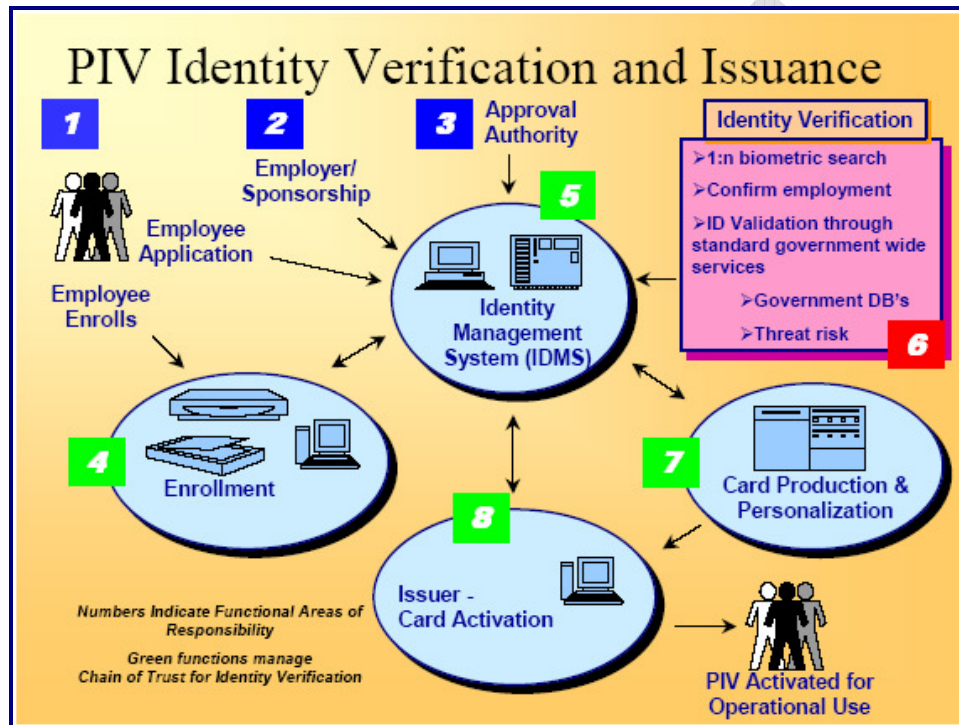 PIV Identity Verification and Issuance
1
2
3
Approval
Authority
Employer/
Sponsorship
Employee
Application
Employee
Enrolls
Identity Verification
➢1:n biometric search
➢Confirm employment
➢ID Validation through
standard government wide
services
➢Government DB's
➢Threat risk
6
5
Identity
Management
System (IDMS)
4
Enrollment
7
Card Production &
Personalization
8
Issuer -
Card Activation
Numbers Indicate Functional Areas of
Responsibility
Green functions manage
Chain of Trust for Identity Verification
PIV Activated for
Operational Use